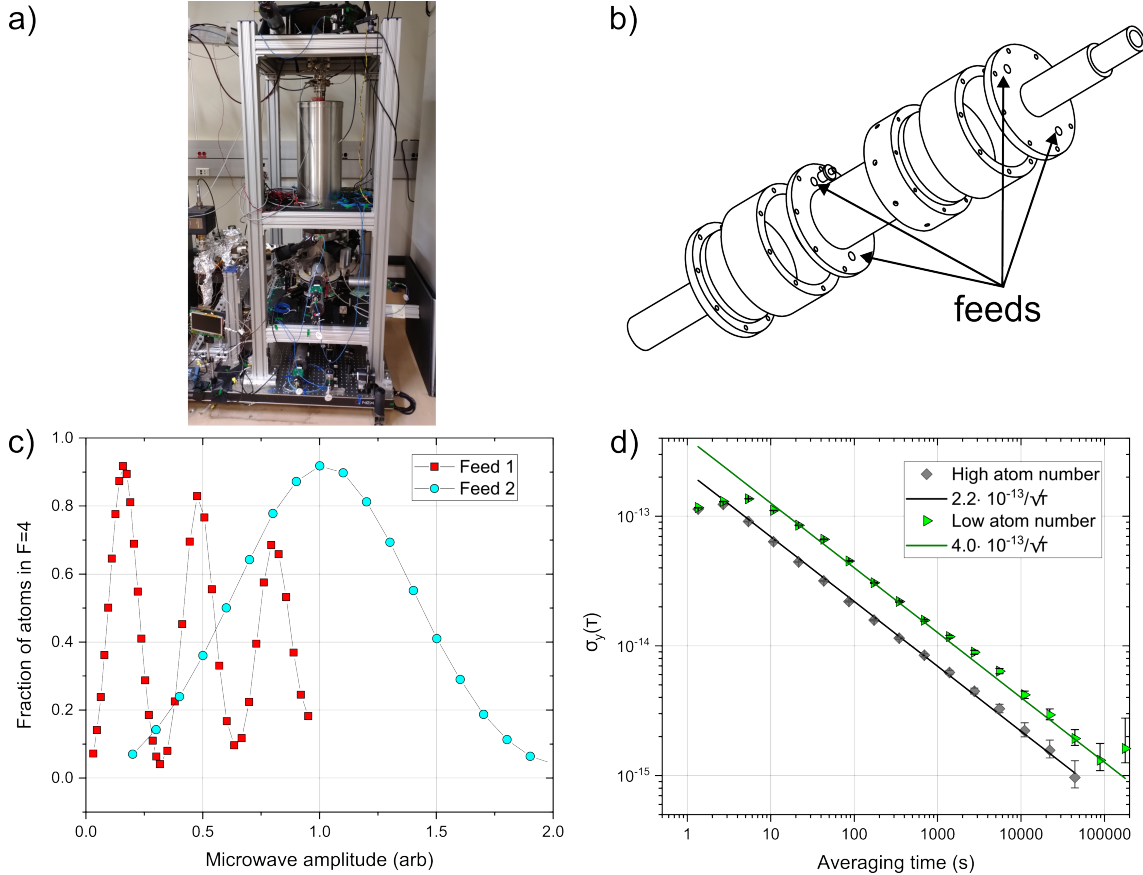 a)
b)
feeds
c)
1.0
0.8
0.6
0.4
0.2
0.0
Fraction of atoms in F=4
Feed 1
Feed 2
0.0 0.5 1.0 1.5 2.0
Microwave amplitude (arb)
d)
High atom number
2.2· 10⁻¹³/√τ
Low atom number
4.0· 10⁻¹³/√τ
10⁻¹³
10⁻¹⁴
10⁻¹⁵
σy(τ)
1 10 100 1000 10000 100000
Averaging time (s)